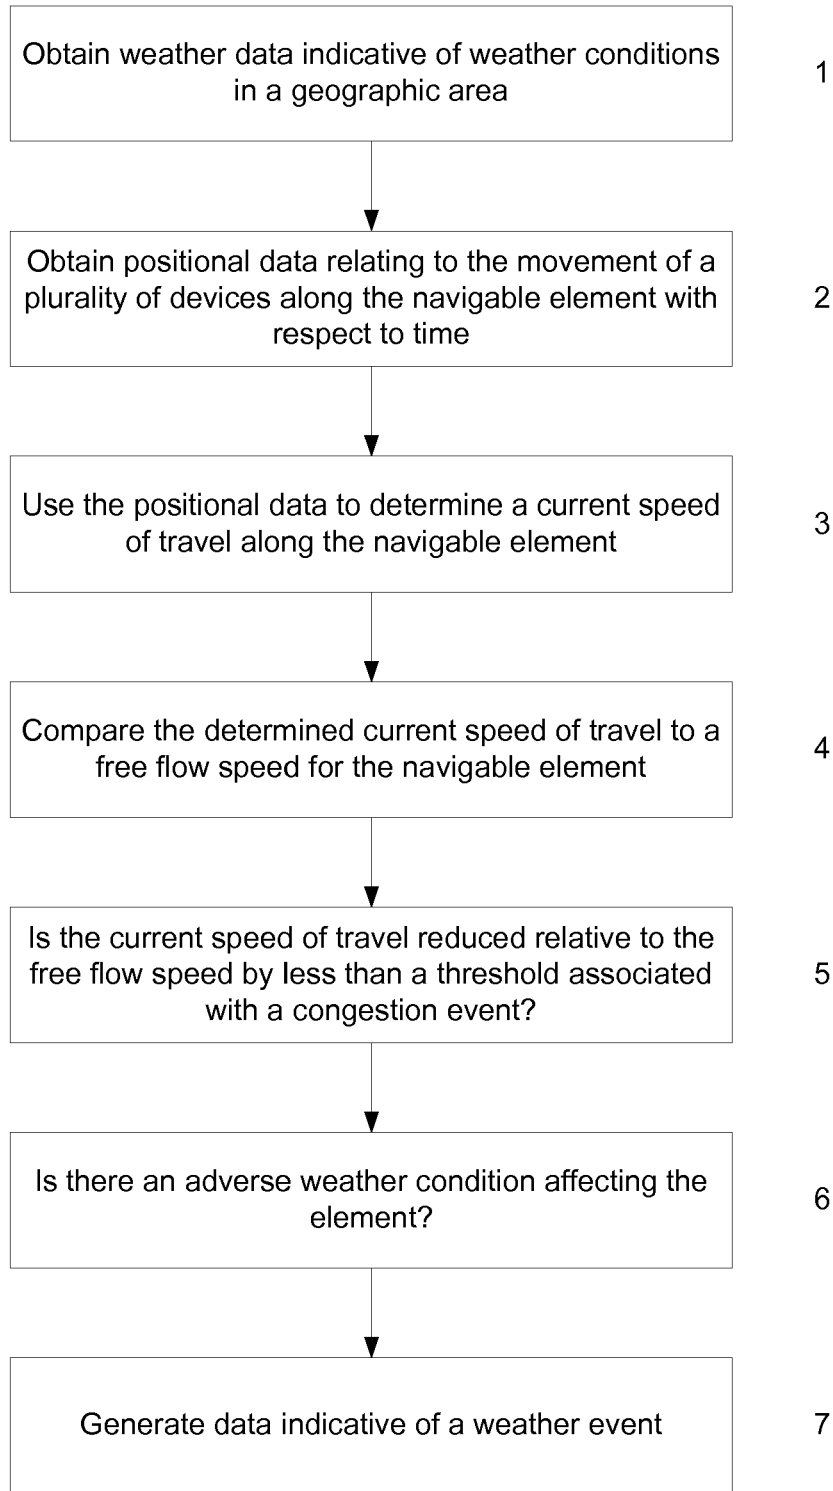 Obtain weather data indicative of weather conditions
in a geographic area
1
Obtain positional data relating to the movement of a
plurality of devices along the navigable element with
respect to time
2
Use the positional data to determine a current speed
of travel along the navigable element
3
Compare the determined current speed of travel to a
free flow speed for the navigable element
4
Is the current speed of travel reduced relative to the
free flow speed by less than a threshold associated
with a congestion event?
5
Is there an adverse weather condition affecting the
element?
6
Generate data indicative of a weather event
7